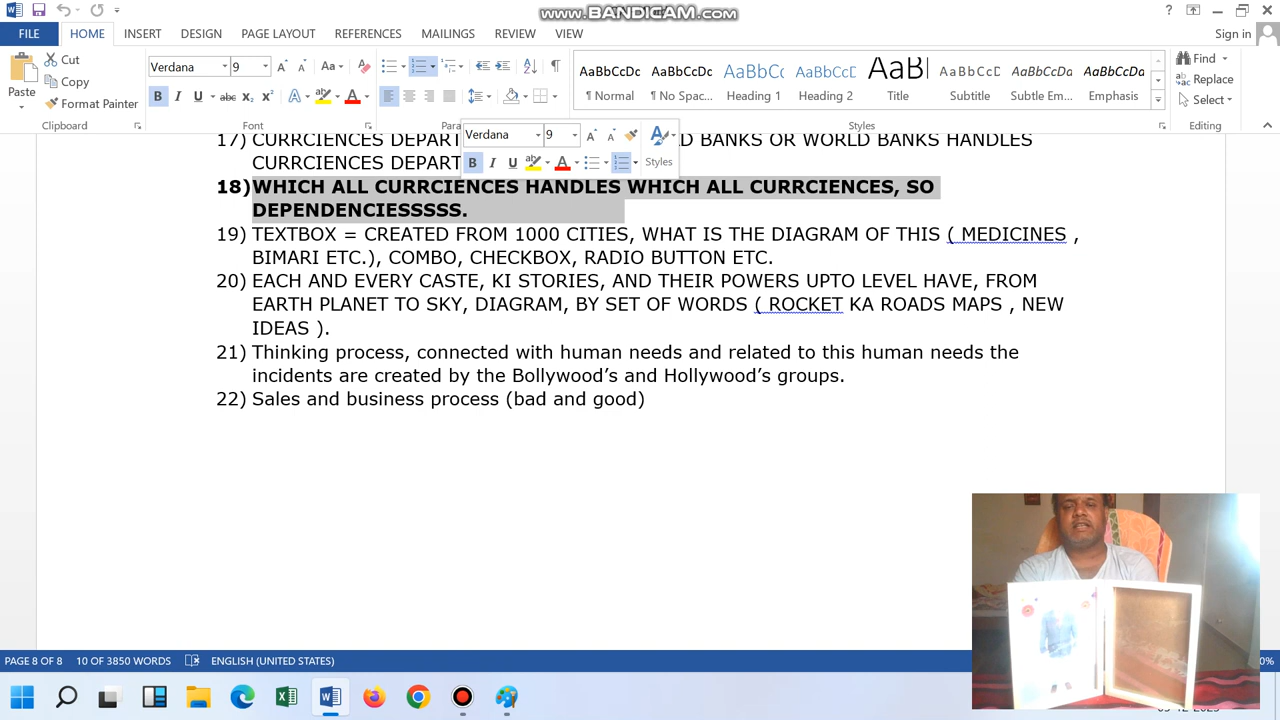 www.BANDICAM.com
FILE HOME INSERT DESIGN PAGE LAYOUT REFERENCES MAILINGS REVIEW VIEW Sign in
Paste Cut Copy Format Painter Clipboard
Verdana 9 Font
AaBbCcDc AaBbCcDc AaBbCc AaBbCcC AaBl AaBbCcD AaBbCcDc AaBbCcDc
¶ Normal ¶ No Spac... Heading 1 Heading 2 Title Subtitle Subtle Em... Emphasis
Styles
Find Replace Select Editing
Verdana 9 Styles
17) CURRCIENCES DEPART D BANKS OR WORLD BANKS HANDLES
CURRCIENCES DEPART
18) WHICH ALL CURRCIENCES HANDLES WHICH ALL CURRCIENCES, SO
DEPENDENCIESSSSS.
19) TEXTBOX = CREATED FROM 1000 CITIES, WHAT IS THE DIAGRAM OF THIS ( MEDICINES ,
BIMARI ETC.), COMBO, CHECKBOX, RADIO BUTTON ETC.
20) EACH AND EVERY CASTE, KI STORIES, AND THEIR POWERS UPTO LEVEL HAVE, FROM
EARTH PLANET TO SKY, DIAGRAM, BY SET OF WORDS ( ROCKET KA ROADS MAPS , NEW
IDEAS ).
21) Thinking process, connected with human needs and related to this human needs the
incidents are created by the Bollywood’s and Hollywood’s groups.
22) Sales and business process (bad and good)
PAGE 8 OF 8 10 OF 3850 WORDS ENGLISH (UNITED STATES)